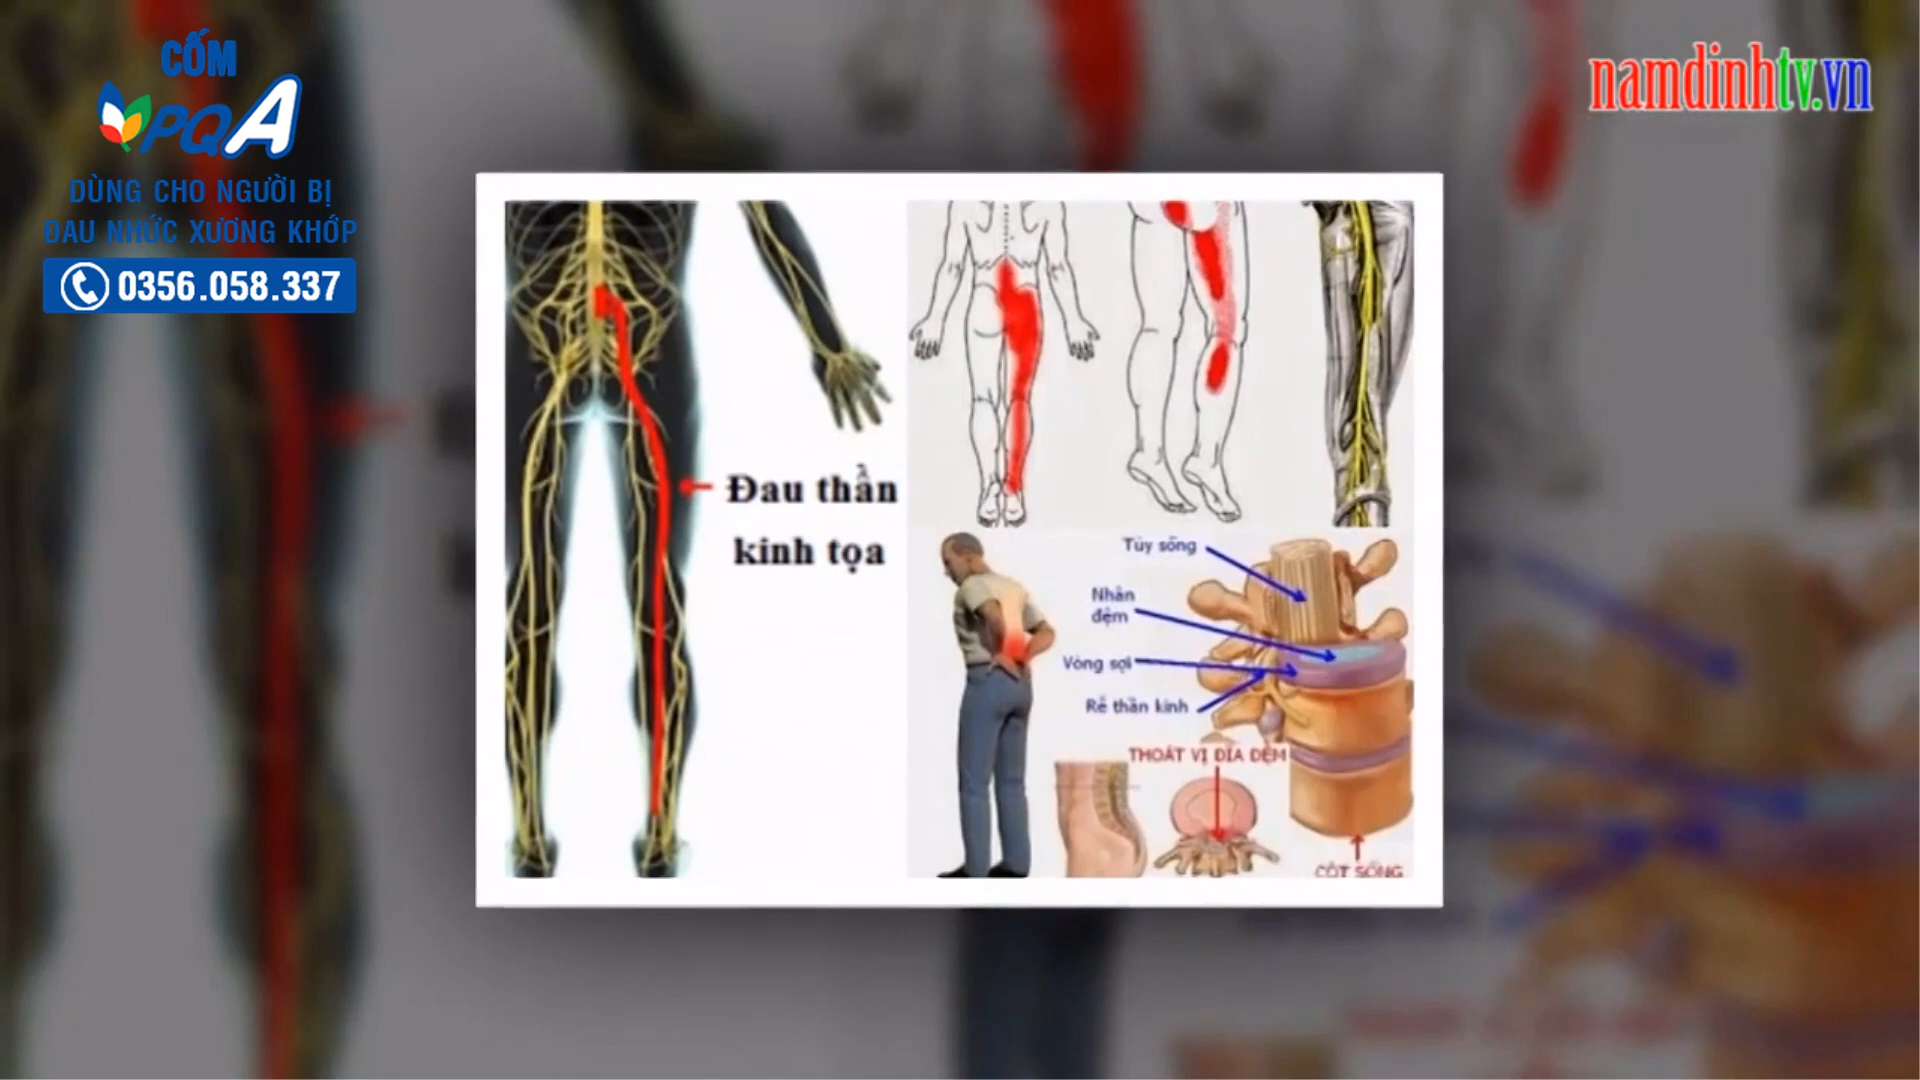 CỐM
PQA
DÙNG CHO NGƯỜI BỊ
ĐAU NHỨC XƯƠNG KHỚP
0356.058.337
namdinhtv.vn
Đau thần
kinh tọa
Tủy sống
Nhân
đệm
Vòng sợi
Rễ thần kinh
THOÁT VỊ ĐĨA ĐỆM
CỘT SỐNG